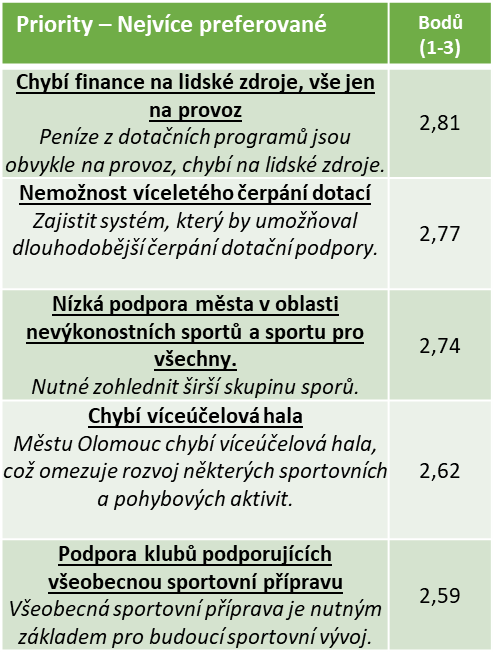 Priority – Nejvíce preferované
Bodů
(1-3)
Chybí finance na lidské zdroje, vše jen
na provoz
Peníze z dotačních programů jsou
obvykle na provoz, chybí na lidské zdroje.
2,81
Nemožnost víceletého čerpání dotací
Zajistit systém, který by umožňoval
dlouhodobější čerpání dotační podpory.
2,77
Nízká podpora města v oblasti
nevýkonostních sportů a sportu pro
všechny.
Nutné zohlednit širší skupinu sporů.
2,74
Chybí víceúčelová hala
Městu Olomouc chybí víceúčelová hala,
což omezuje rozvoj některých sportovních
a pohybových aktivit.
2,62
Podpora klubů podporujících
všeobecnou sportovní přípravu
Všeobecná sportovní příprava je nutným
základem pro budoucí sportovní vývoj.
2,59